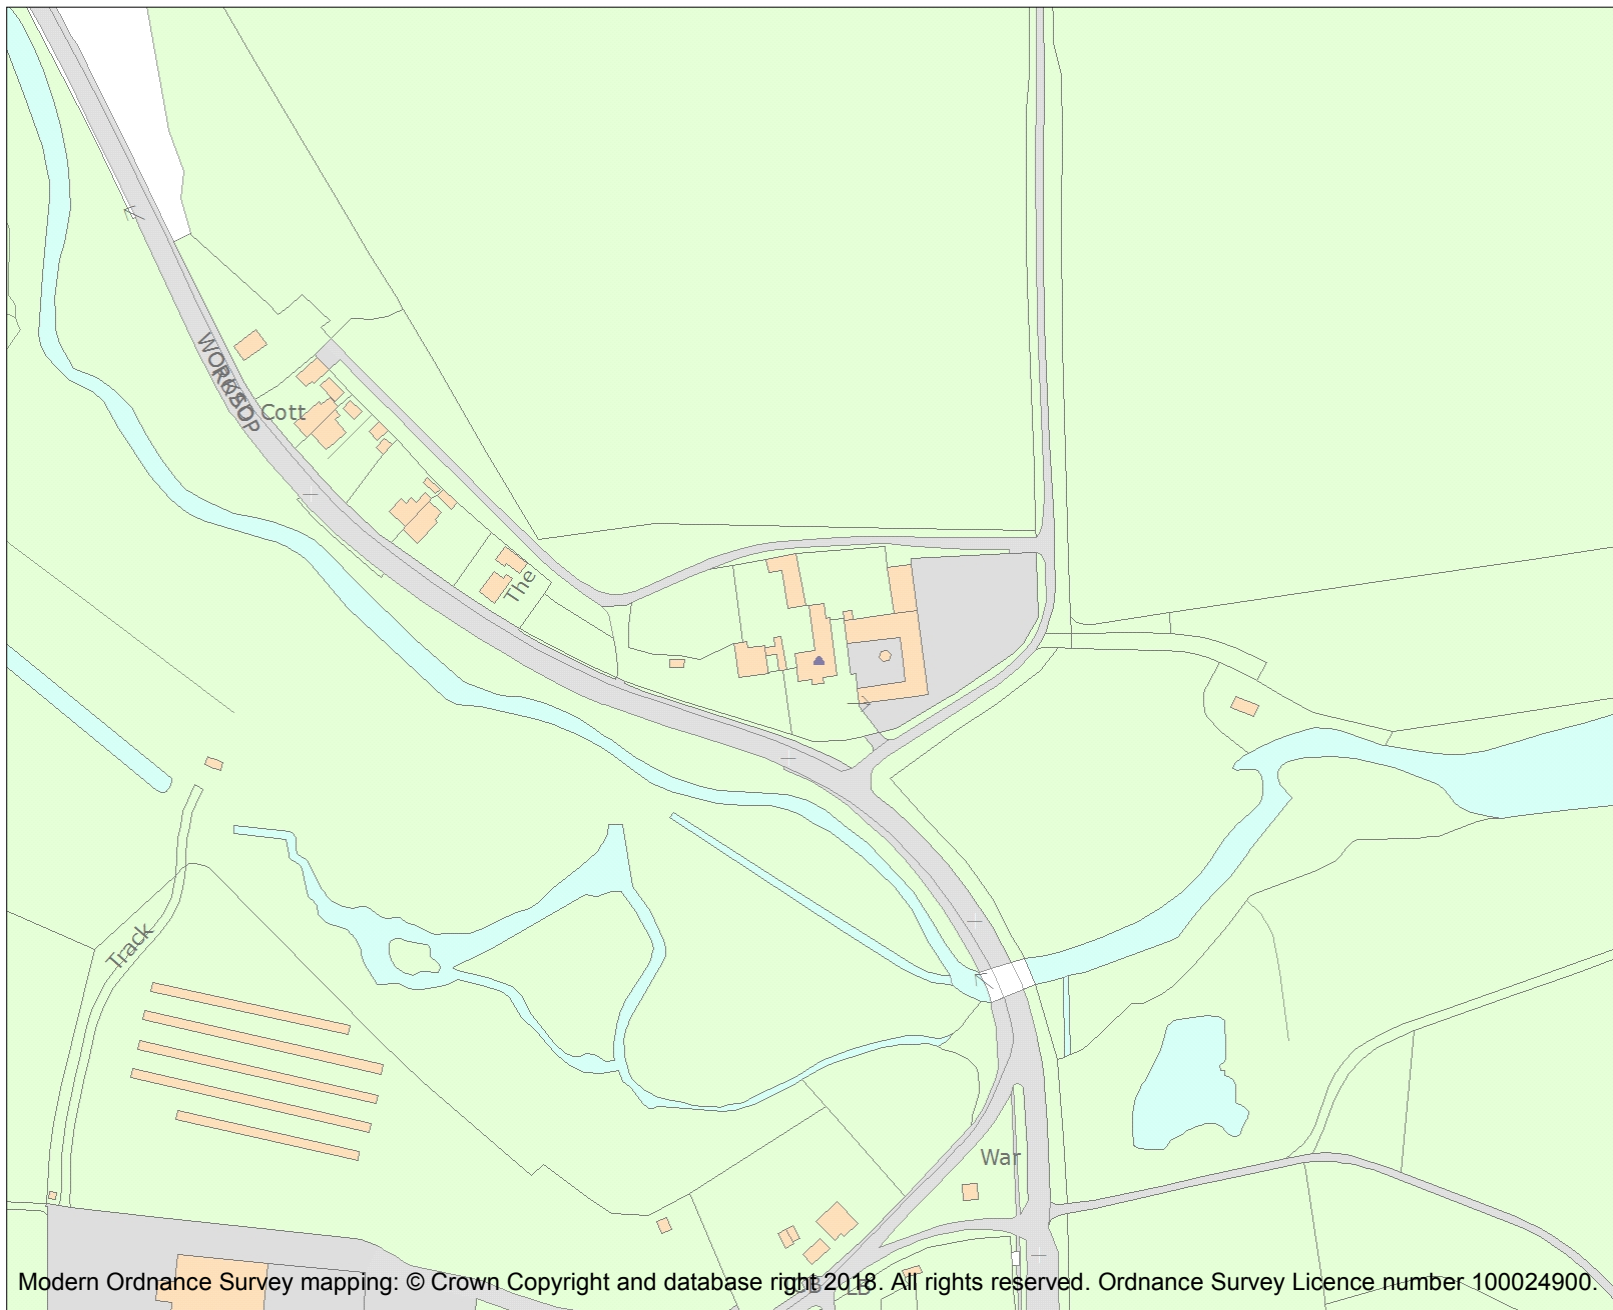 WORKSOP
Cott
The
Track
War
LB
Modern Ordnance Survey mapping: © Crown Copyright and database right 2018. All rights reserved. Ordnance Survey Licence number 100024900.